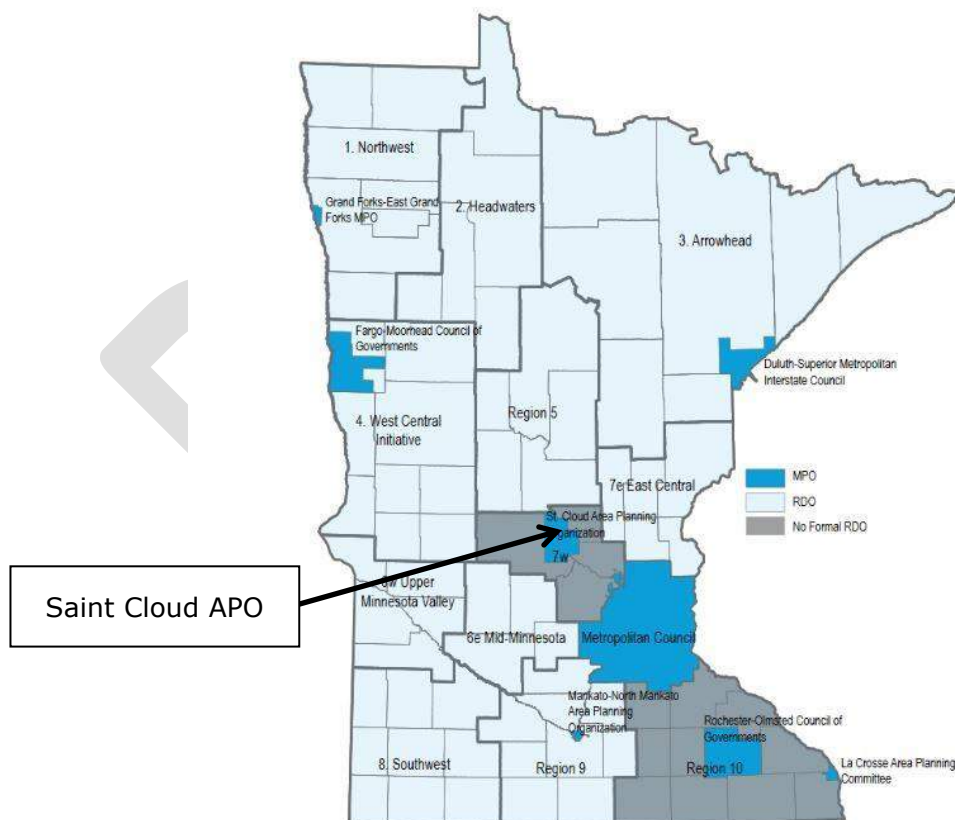 1. Northwest
Grand Forks-East Grand
Forks MPO
2. Headwaters
3. Arrowhead
Fargo-Moorhead Council of
Governments
Duluth-Superior Metropolitan
Interstate Council
Region 5
4. West Central
Initiative
7e East Central
MPO
RDO
No Formal RDO
St. Cloud Area Planning
Organization
7w
Saint Cloud APO
6w Upper
Minnesota Valley
6e Mid-Minnesota
Metropolitan Council
Mankato-North Mankato
Area Planning
Organization
Rochester-Olmsted Council of
Governments
8. Southwest
Region 9
Region 10
La Crosse Area Planning
Committee